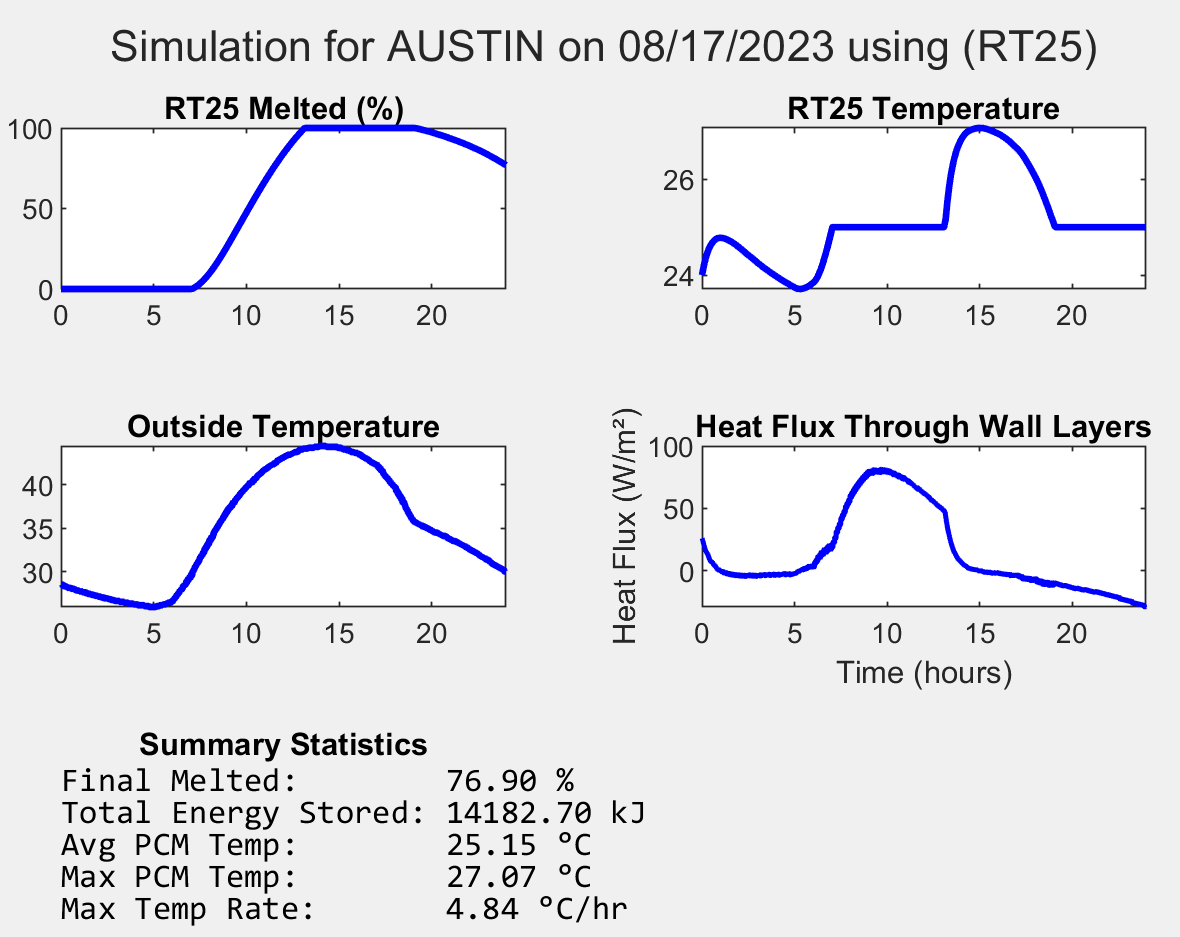 Simulation for AUSTIN on 08/17/2023 using (RT25)
RT25 Melted (%)
100
50
0
0 5 10 15 20
RT25 Temperature
26
24
0 5 10 15 20
Outside Temperature
40
35
30
0 5 10 15 20
Heat Flux Through Wall Layers
Heat Flux (W/m²)
100
50
0
0 5 10 15 20
Time (hours)
Summary Statistics
Final Melted: 76.90 %
Total Energy Stored: 14182.70 kJ
Avg PCM Temp: 25.15 °C
Max PCM Temp: 27.07 °C
Max Temp Rate: 4.84 °C/hr